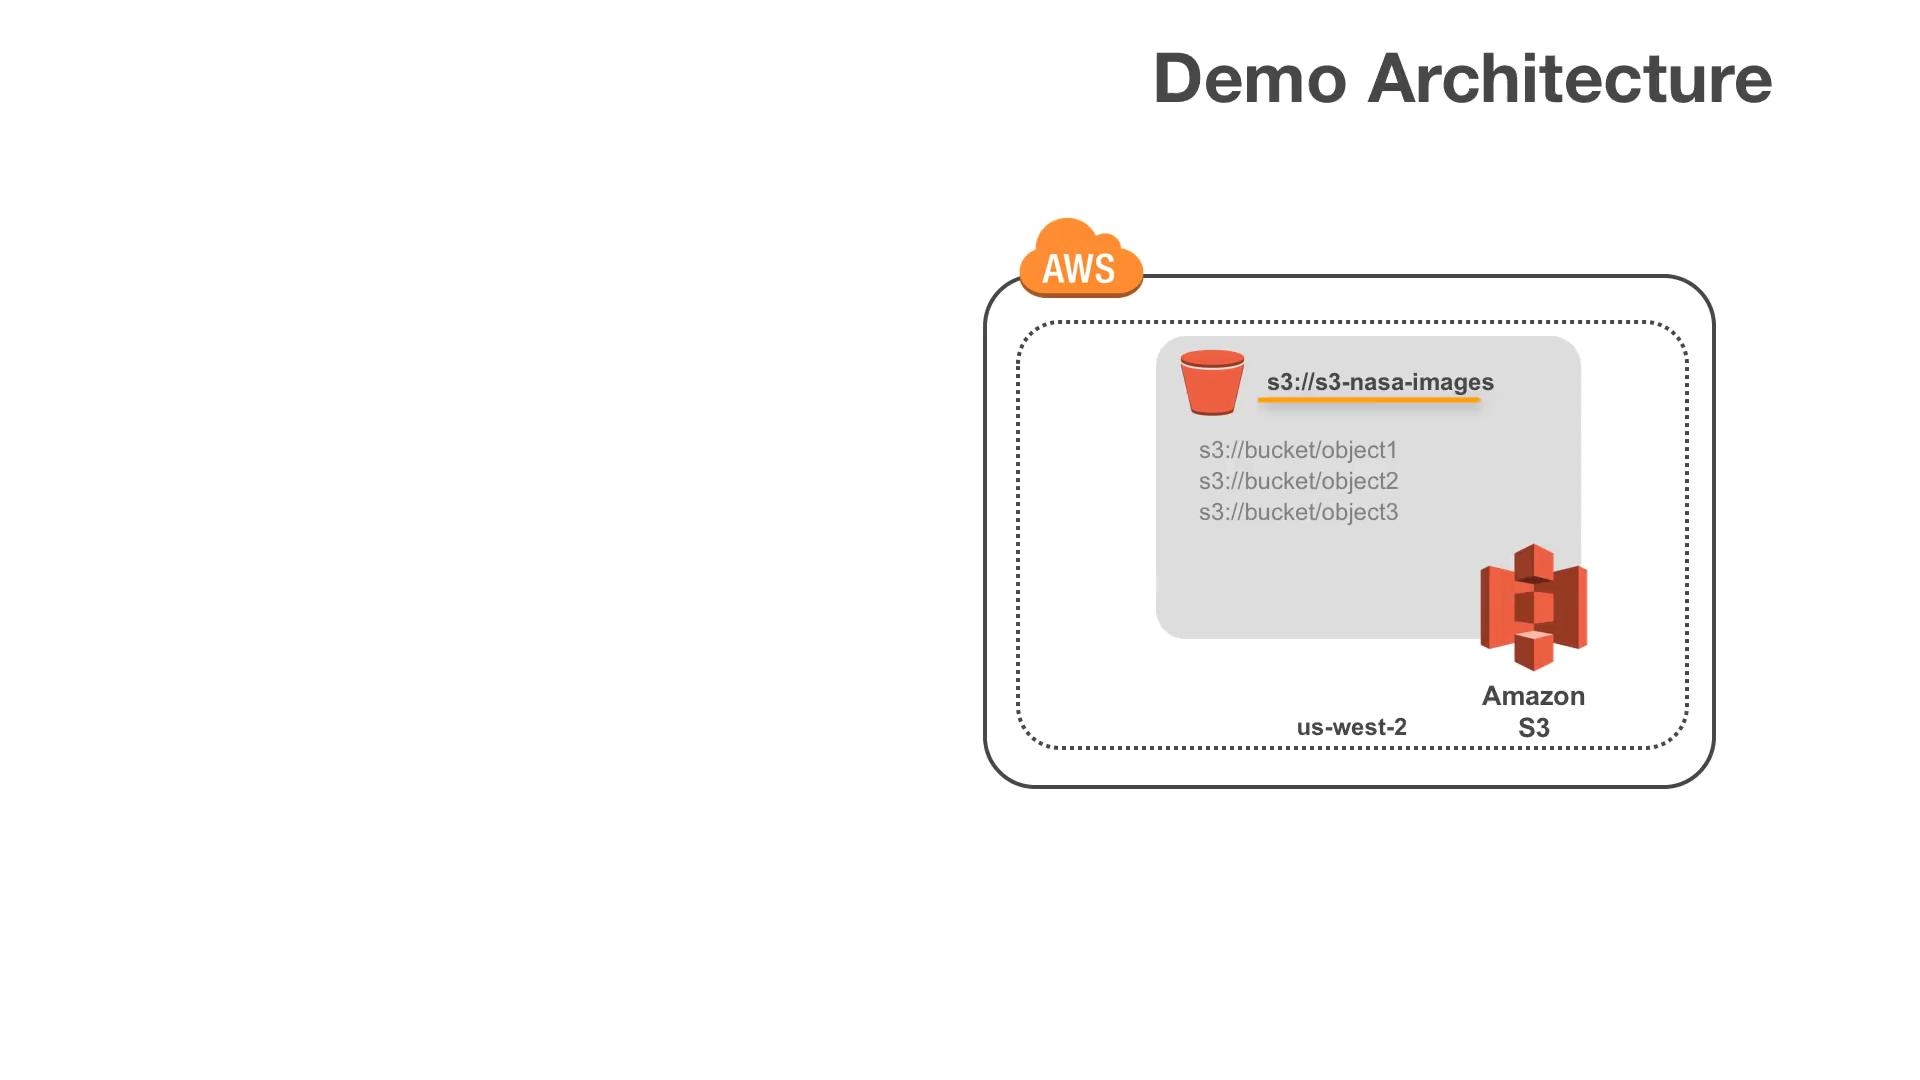 Demo Architecture
AWS
s3://s3-nasa-images
s3://bucket/object1
s3://bucket/object2
s3://bucket/object3
Amazon
S3
us-west-2